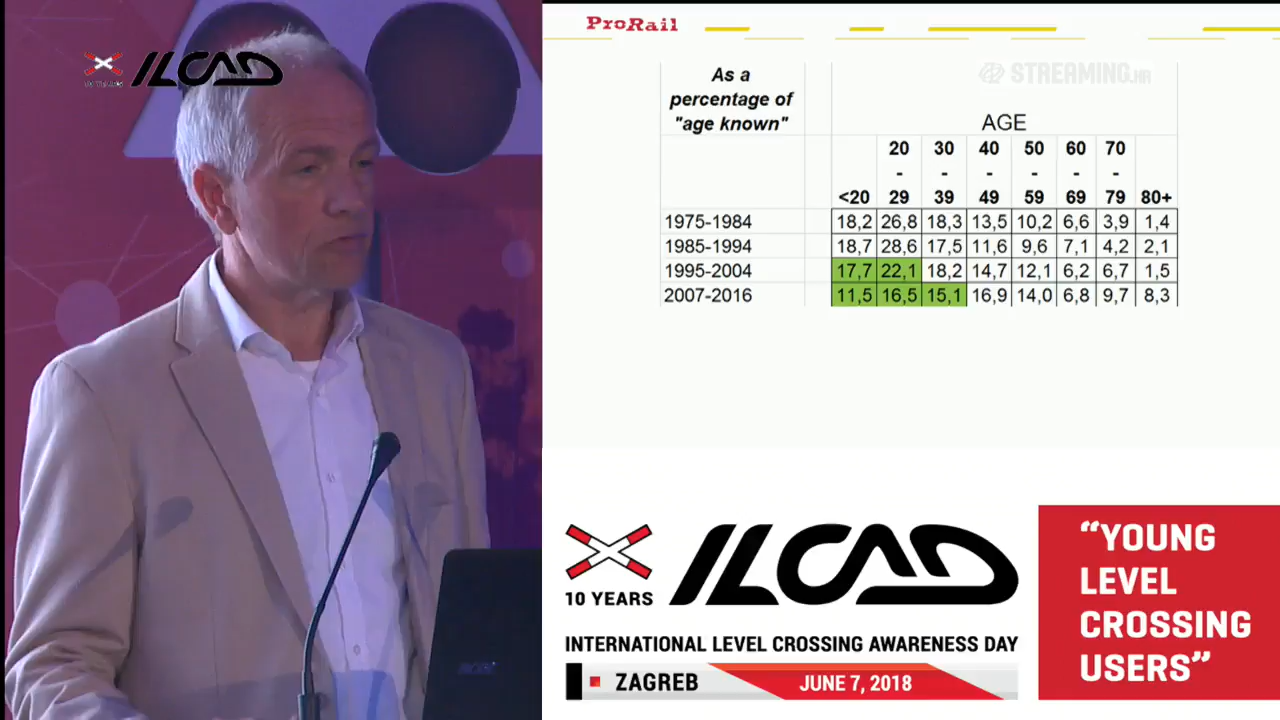 10 YEARS
ILCAD
ProRail
STREAMING.HR
As a
percentage of
"age known"
AGE
20 30 40 50 60 70
- - - - - -
<20 29 39 49 59 69 79 80+
1975-1984 18,2 26,8 18,3 13,5 10,2 6,6 3,9 1,4
1985-1994 18,7 28,6 17,5 11,6 9,6 7,1 4,2 2,1
1995-2004 17,7 22,1 18,2 14,7 12,1 6,2 6,7 1,5
2007-2016 11,5 16,5 15,1 16,9 14,0 6,8 9,7 8,3
10 YEARS
ILCAD
INTERNATIONAL LEVEL CROSSING AWARENESS DAY
ZAGREB
JUNE 7, 2018
“YOUNG
LEVEL
CROSSING
USERS”
acer